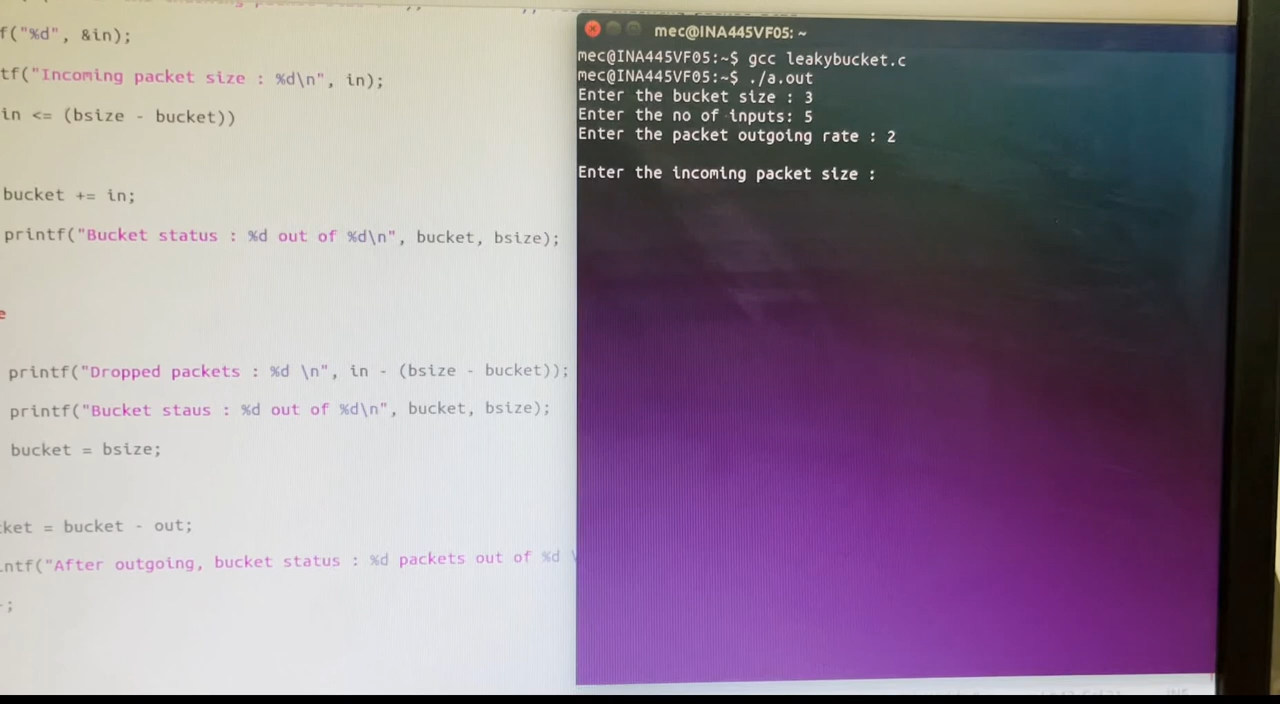 f("%d", &in);
tf("Incoming packet size : %d\n", in);
in <= (bsize - bucket))
bucket += in;
printf("Bucket status : %d out of %d\n", bucket, bsize);
e
printf("Dropped packets : %d \n", in - (bsize - bucket));
printf("Bucket staus : %d out of %d\n", bucket, bsize);
bucket = bsize;
ket = bucket - out;
ntf("After outgoing, bucket status : %d packets out of %d \
-;
mec@INA445VF05: ~
mec@INA445VF05:~$ gcc leakybucket.c
mec@INA445VF05:~$ ./a.out
Enter the bucket size : 3
Enter the no of inputs: 5
Enter the packet outgoing rate : 2
Enter the incoming packet size :